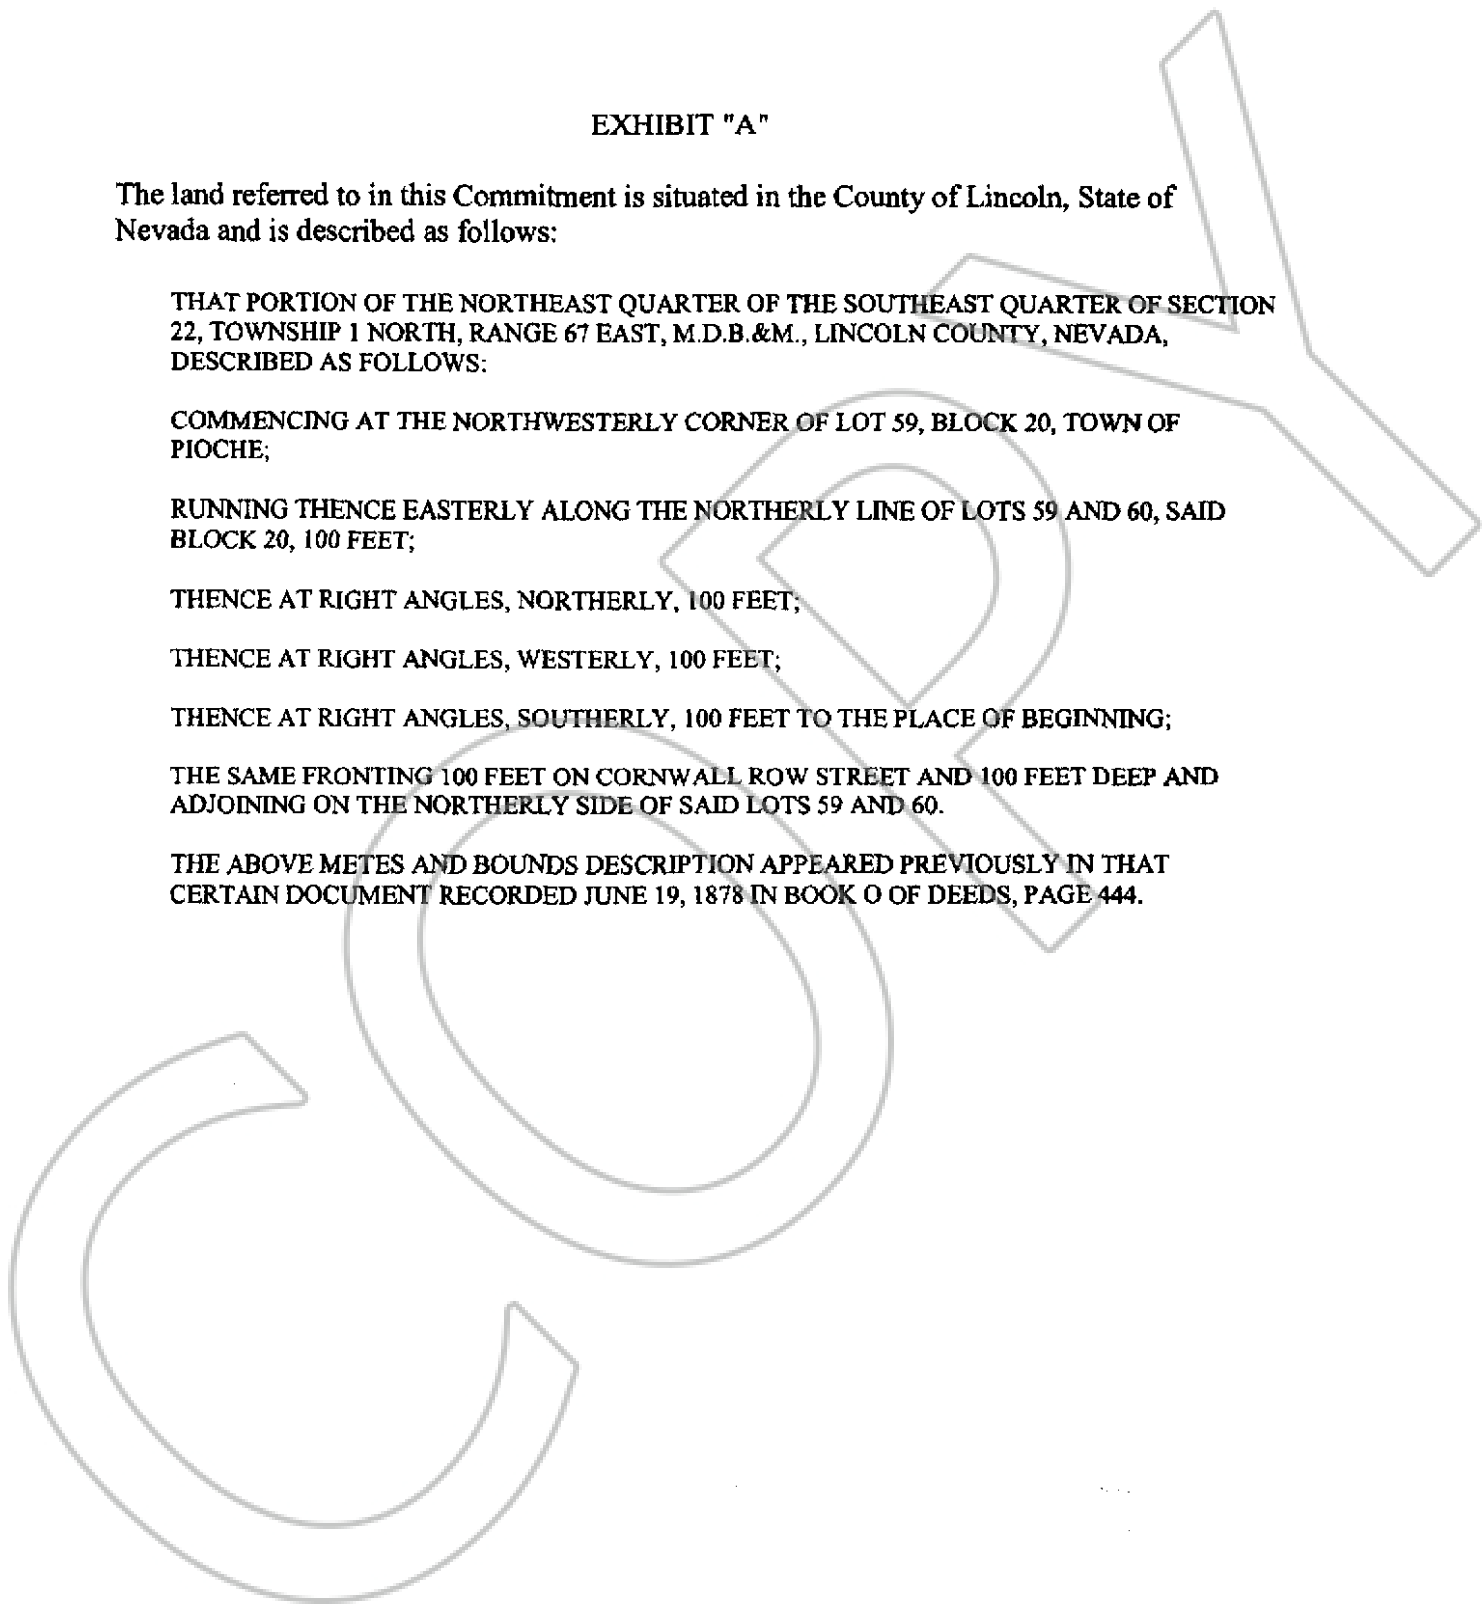 EXHIBIT "A"
The land referred to in this Commitment is situated in the County of Lincoln, State of
Nevada and is described as follows:
THAT PORTION OF THE NORTHEAST QUARTER OF THE SOUTHEAST QUARTER OF SECTION
22, TOWNSHIP 1 NORTH, RANGE 67 EAST, M.D.B.&M., LINCOLN COUNTY, NEVADA,
DESCRIBED AS FOLLOWS:
COMMENCING AT THE NORTHWESTERLY CORNER OF LOT 59, BLOCK 20, TOWN OF
PIOCHE;
RUNNING THENCE EASTERLY ALONG THE NORTHERLY LINE OF LOTS 59 AND 60, SAID
BLOCK 20, 100 FEET;
THENCE AT RIGHT ANGLES, NORTHERLY, 100 FEET;
THENCE AT RIGHT ANGLES, WESTERLY, 100 FEET;
THENCE AT RIGHT ANGLES, SOUTHERLY, 100 FEET TO THE PLACE OF BEGINNING;
THE SAME FRONTING 100 FEET ON CORNWALL ROW STREET AND 100 FEET DEEP AND
ADJOINING ON THE NORTHERLY SIDE OF SAID LOTS 59 AND 60.
THE ABOVE METES AND BOUNDS DESCRIPTION APPEARED PREVIOUSLY IN THAT
CERTAIN DOCUMENT RECORDED JUNE 19, 1878 IN BOOK O OF DEEDS, PAGE 444.
COPY